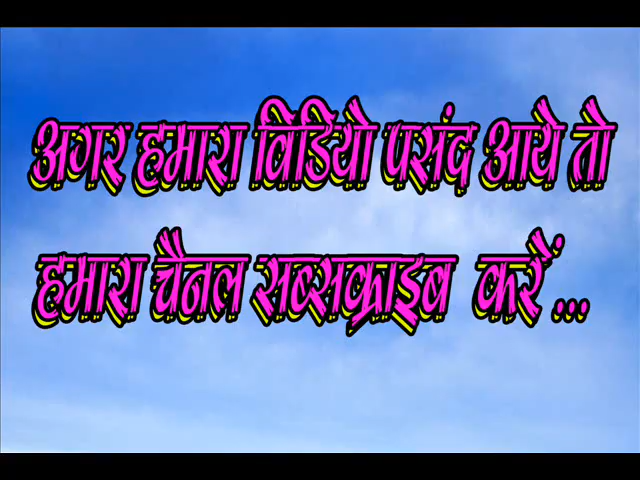 अगर हमारा विडियो पसंद आये तो
हमारा चैनल सब्सक्राइब करें...